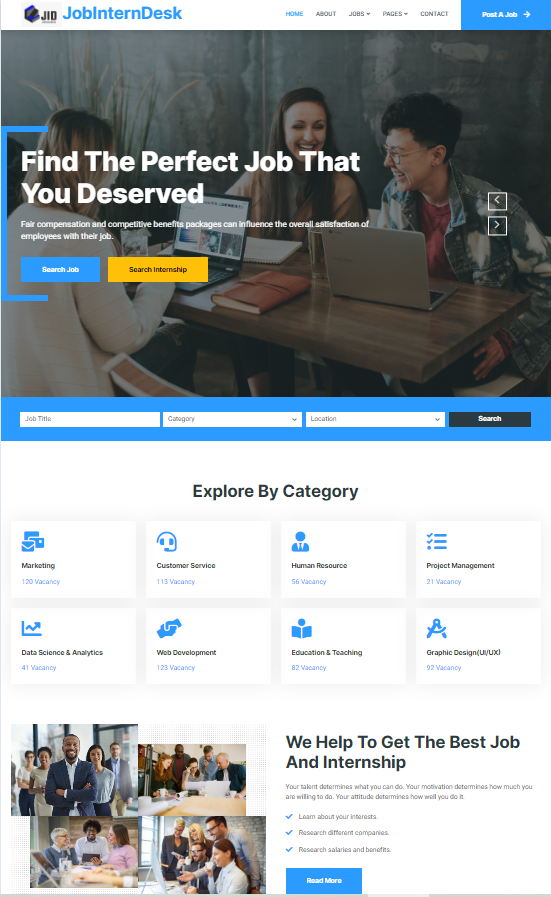 JID
JobInternDesk
HOME ABOUT JOBS PAGES CONTACT
Post A Job
Find The Perfect Job That
You Deserved
Fair compensation and competitive benefits packages can influence the overall satisfaction of
employees with their job.
Search Job
Search Internship
Job Title
Category
Location
Search
Explore By Category
Marketing
120 Vacancy
Customer Service
113 Vacancy
Human Resource
56 Vacancy
Project Management
21 Vacancy
Data Science & Analytics
41 Vacancy
Web Development
123 Vacancy
Education & Teaching
82 Vacancy
Graphic Design(UI/UX)
92 Vacancy
We Help To Get The Best Job
And Internship
Your talent determines what you can do. Your motivation determines how much you
are willing to do. Your attitude determines how well you do it
Learn about your interests.
Research different companies.
Research salaries and benefits.
Read More